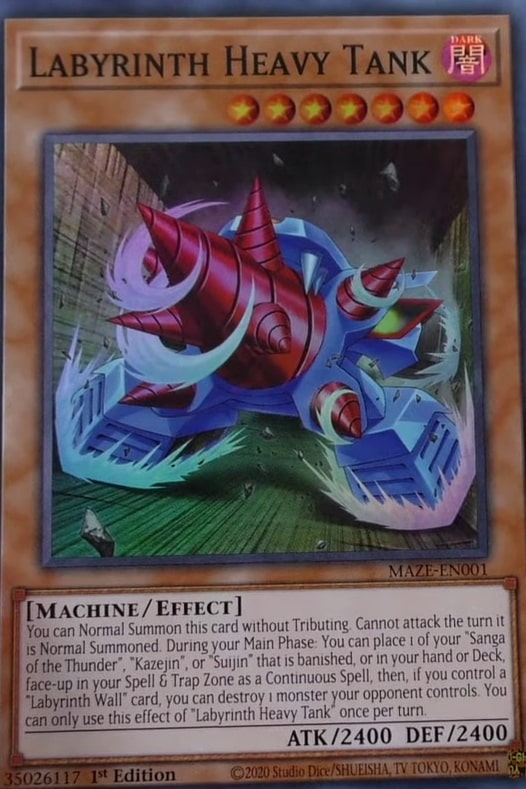 LABYRINTH HEAVY TANK
DARK
闇
MAZE-EN001
[MACHINE/EFFECT]
You can Normal Summon this card without Tributing. Cannot attack the turn it
is Normal Summoned. During your Main Phase: You can place 1 of your "Sanga
of the Thunder", "Kazejin", or "Suijin" that is banished, or in your hand or Deck,
face-up in your Spell & Trap Zone as a Continuous Spell, then, if you control a
"Labyrinth Wall" card, you can destroy 1 monster your opponent controls. You
can only use this effect of "Labyrinth Heavy Tank" once per turn.
ATK/2400 DEF/2400
35026117 1st Edition ©2020 Studio Dice/SHUEISHA, TV TOKYO, KONAMI